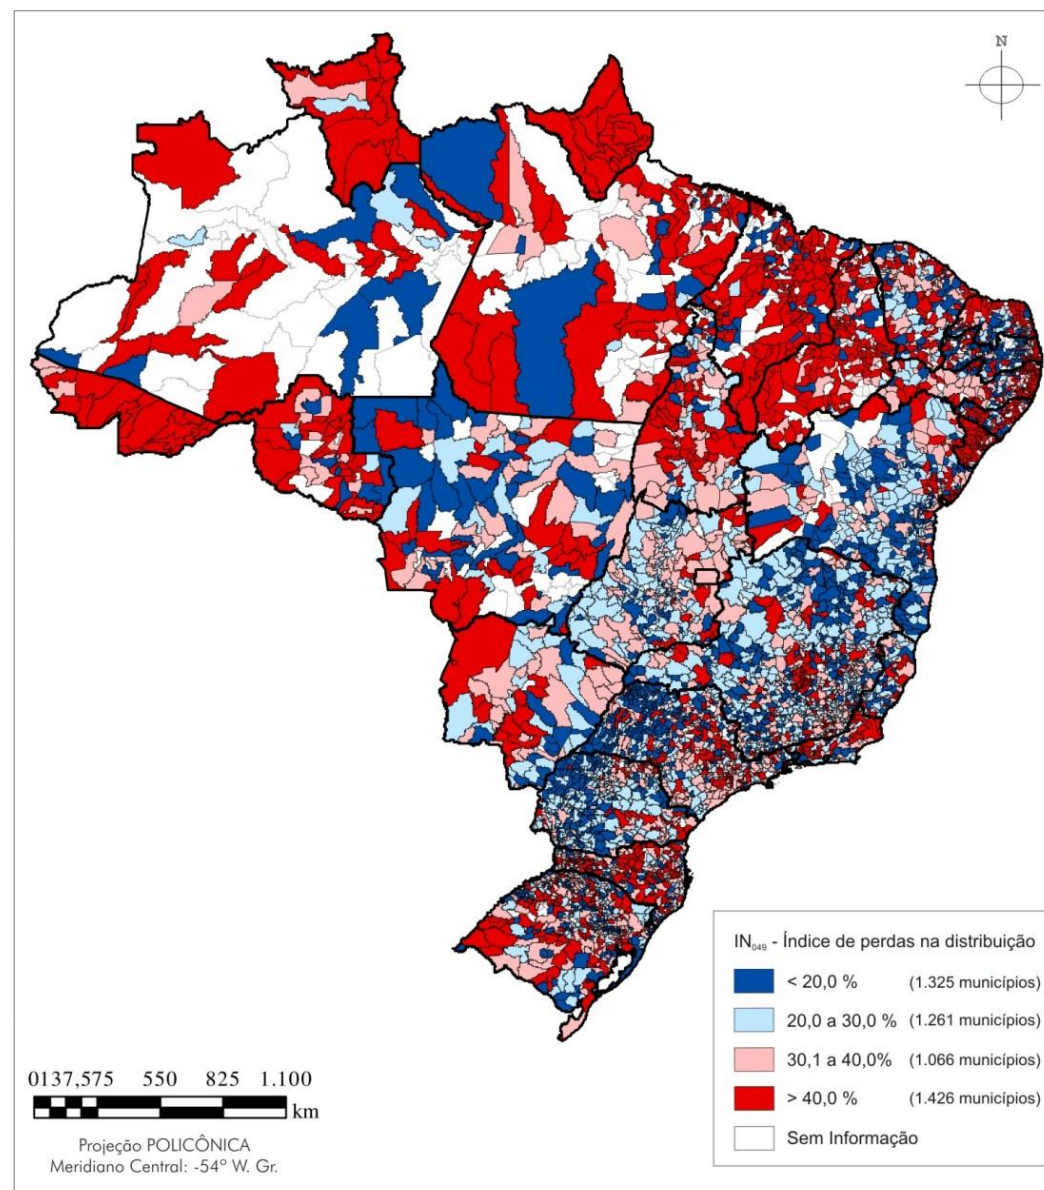 N
IN049 - Índice de perdas na distribuição
< 20,0 % (1.325 municípios)
20,0 a 30,0 % (1.261 municípios)
30,1 a 40,0% (1.066 municípios)
> 40,0 % (1.426 municípios)
Sem Informação
0137,575 550 825 1.100
km
Projeção POLICÔNICA
Meridiano Central: -54º W. Gr.